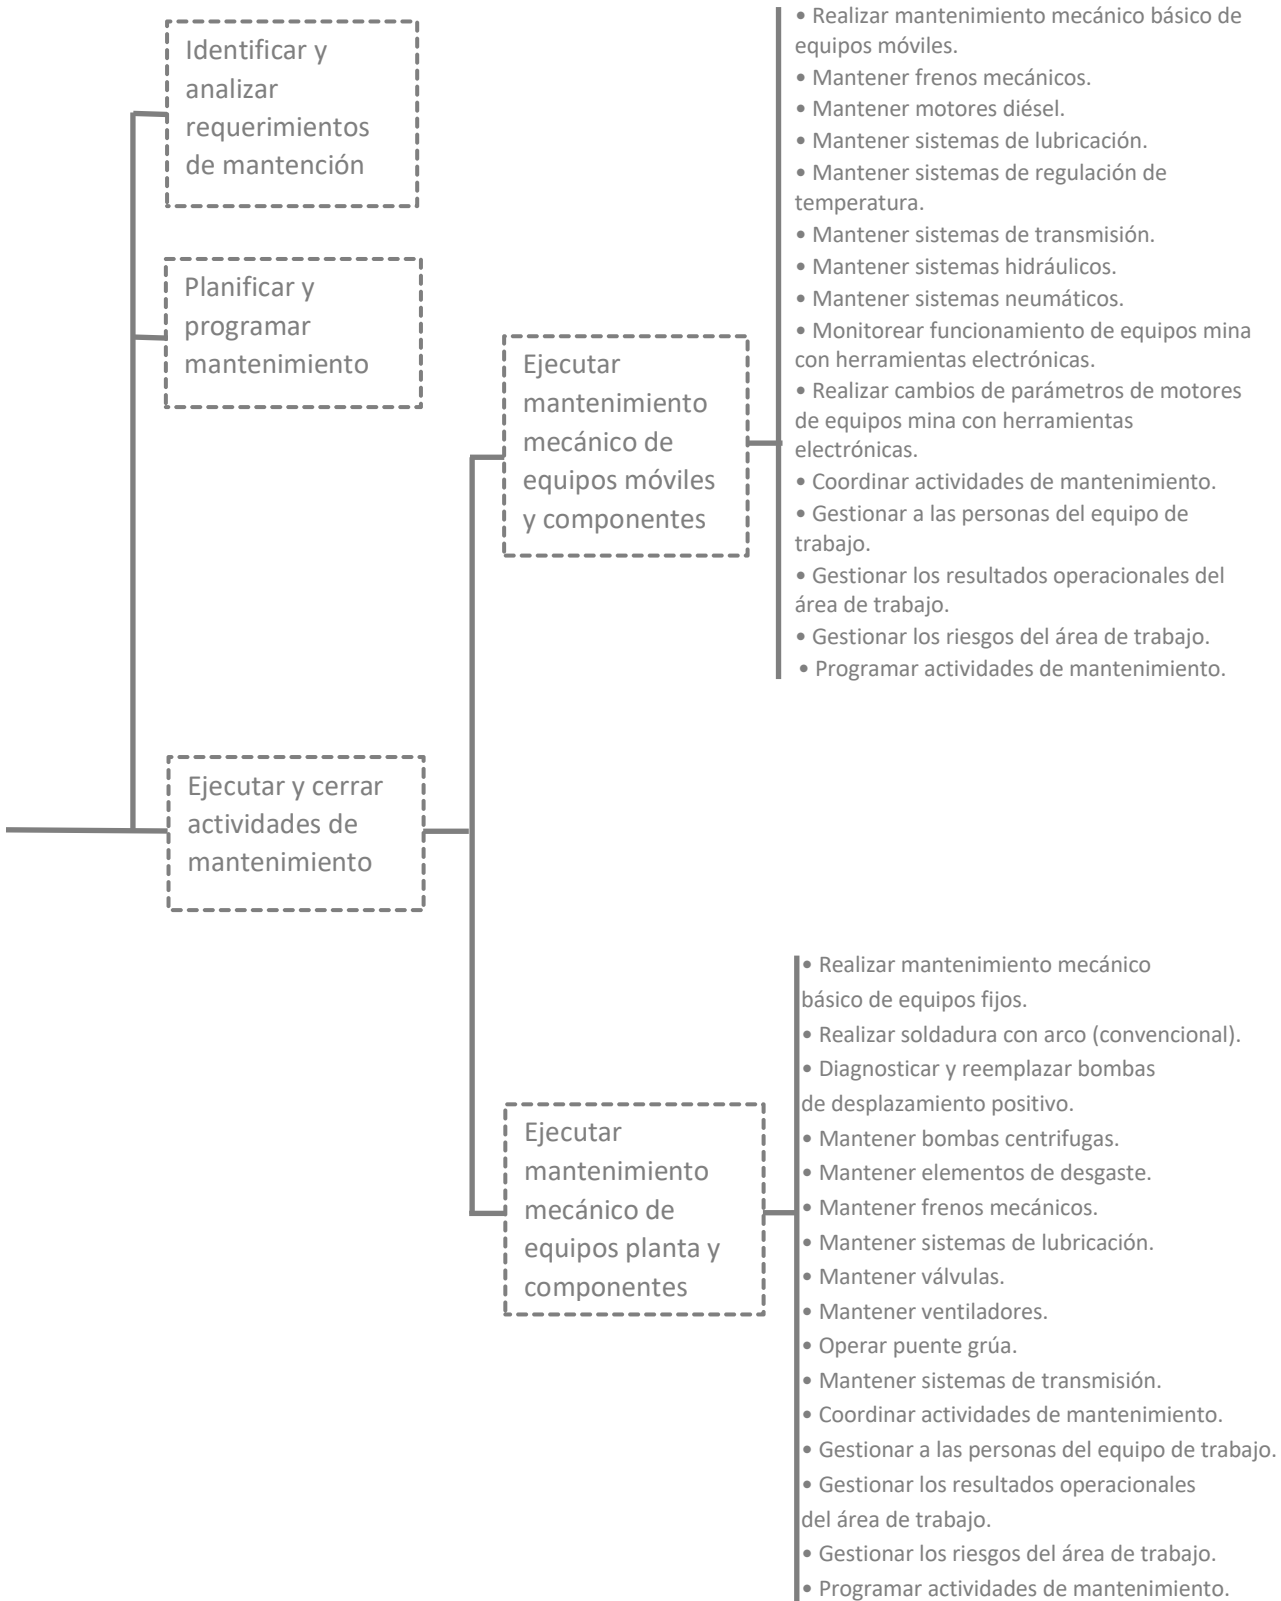 Identificar y
analizar
requerimientos
de mantención
Planificar y
programar
mantenimiento
Ejecutar y cerrar
actividades de
mantenimiento
Ejecutar
mantenimiento
mecánico de
equipos móviles
y componentes
• Realizar mantenimiento mecánico básico de
equipos móviles.
• Mantener frenos mecánicos.
• Mantener motores diésel.
• Mantener sistemas de lubricación.
• Mantener sistemas de regulación de
temperatura.
• Mantener sistemas de transmisión.
• Mantener sistemas hidráulicos.
• Mantener sistemas neumáticos.
• Monitorear funcionamiento de equipos mina
con herramientas electrónicas.
• Realizar cambios de parámetros de motores
de equipos mina con herramientas
electrónicas.
• Coordinar actividades de mantenimiento.
• Gestionar a las personas del equipo de
trabajo.
• Gestionar los resultados operacionales del
área de trabajo.
• Gestionar los riesgos del área de trabajo.
• Programar actividades de mantenimiento.
Ejecutar
mantenimiento
mecánico de
equipos planta y
componentes
• Realizar mantenimiento mecánico
básico de equipos fijos.
• Realizar soldadura con arco (convencional).
• Diagnosticar y reemplazar bombas
de desplazamiento positivo.
• Mantener bombas centrifugas.
• Mantener elementos de desgaste.
• Mantener frenos mecánicos.
• Mantener sistemas de lubricación.
• Mantener válvulas.
• Mantener ventiladores.
• Operar puente grúa.
• Mantener sistemas de transmisión.
• Coordinar actividades de mantenimiento.
• Gestionar a las personas del equipo de trabajo.
• Gestionar los resultados operacionales
del área de trabajo.
• Gestionar los riesgos del área de trabajo.
• Programar actividades de mantenimiento.